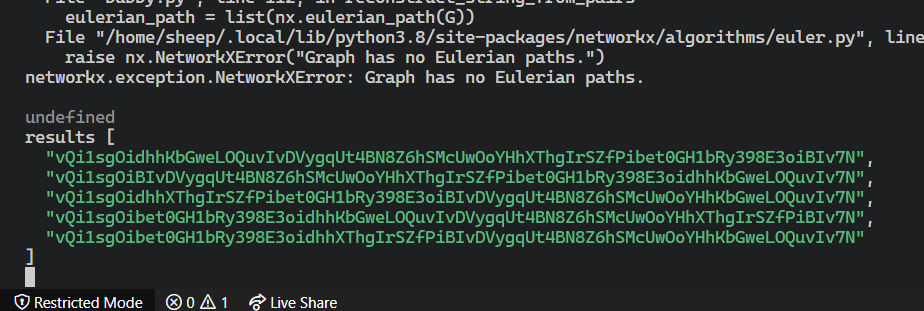 File "DaDDy.py", line 112, in reconstruct_string_from_pairs
eulerian_path = list(nx.eulerian_path(G))
File "/home/sheep/.local/lib/python3.8/site-packages/networkx/algorithms/euler.py", line
raise nx.NetworkXError("Graph has no Eulerian paths.")
networkx.exception.NetworkXError: Graph has no Eulerian paths.
undefined
results [
"vQi1sgOidhhKbGweLOQuvIvDVygqUt4BN8Z6hSMcUwOoYHhXThgIrSZfPibet0GH1bRy398E3oiBIv7N",
"vQi1sgOiBIvDVygqUt4BN8Z6hSMcUwOoYHhXThgIrSZfPibet0GH1bRy398E3oidhhKbGweLOQuvIv7N",
"vQi1sgOidhhXThgIrSZfPibet0GH1bRy398E3oiBIvDVygqUt4BN8Z6hSMcUwOoYHhKbGweLOQuvIv7N",
"vQi1sgOibet0GH1bRy398E3oidhhKbGweLOQuvIvDVygqUt4BN8Z6hSMcUwOoYHhXThgIrSZfPiBIv7N",
"vQi1sgOibet0GH1bRy398E3oidhhXThgIrSZfPiBIvDVygqUt4BN8Z6hSMcUwOoYHhKbGweLOQuvIv7N"
]
Restricted Mode 0 1 Live Share